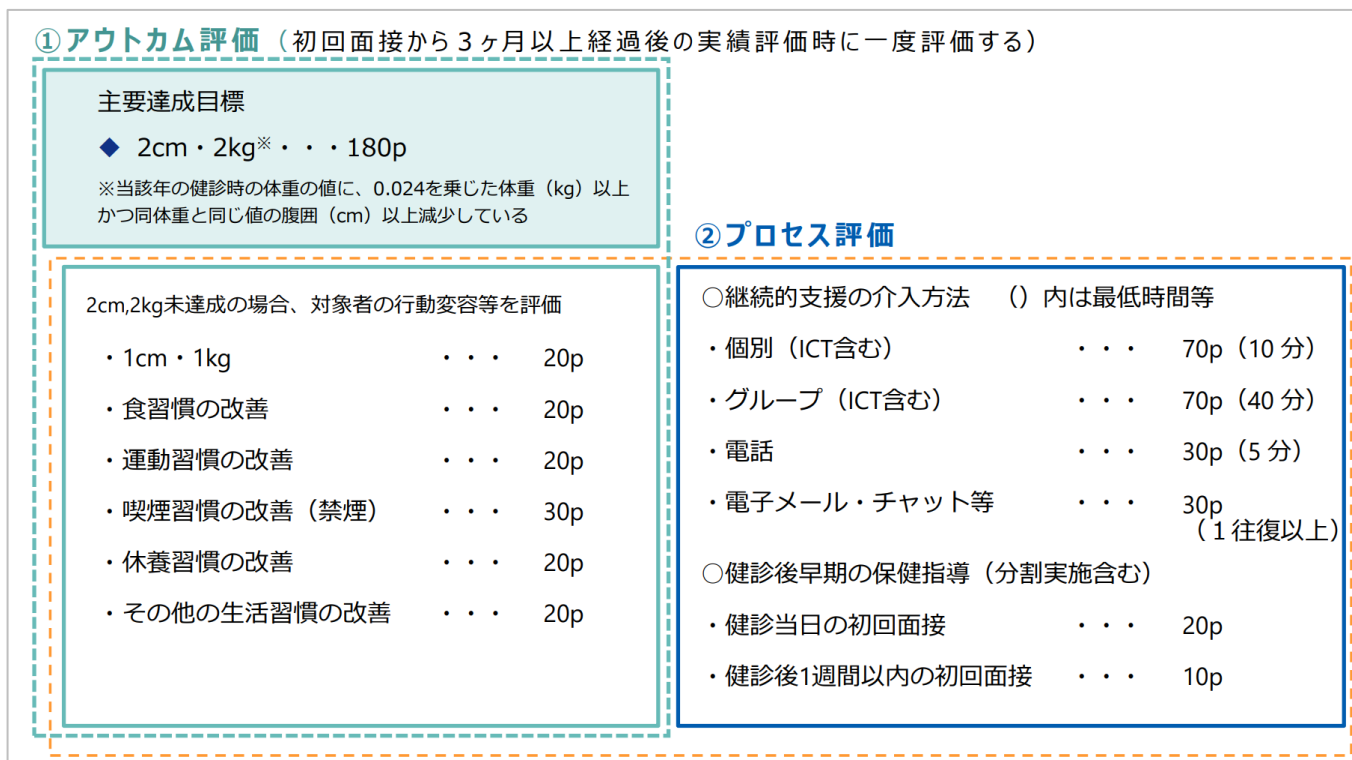 ①アウトカム評価（初回面接から３ヶ月以上経過後の実績評価時に一度評価する）
主要達成目標
◆ 2cm・2kg※・・・180p
※当該年の健診時の体重の値に、0.024を乗じた体重（kg）以上
かつ同体重と同じ値の腹囲（cm）以上減少している
2cm,2kg未達成の場合、対象者の行動変容等を評価
・1cm・1kg ・・・ 20p
・食習慣の改善 ・・・ 20p
・運動習慣の改善 ・・・ 20p
・喫煙習慣の改善（禁煙） ・・・ 30p
・休養習慣の改善 ・・・ 20p
・その他の生活習慣の改善 ・・・ 20p
②プロセス評価
○継続的支援の介入方法 （）内は最低時間等
・個別（ICT含む） ・・・ 70p（10 分）
・グループ（ICT含む） ・・・ 70p（40 分）
・電話 ・・・ 30p（5 分）
・電子メール・チャット等 ・・・ 30p
（１往復以上）
○健診後早期の保健指導（分割実施含む）
・健診当日の初回面接 ・・・ 20p
・健診後1週間以内の初回面接 ・・・ 10p